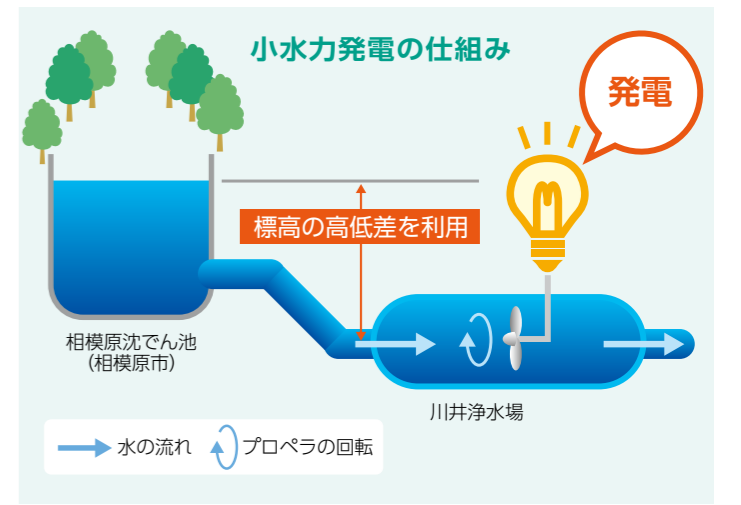 小水力発電の仕組み
発電
標高の高低差を利用
相模原沈でん池
(相模原市)
川井浄水場
水の流れ
プロペラの回転